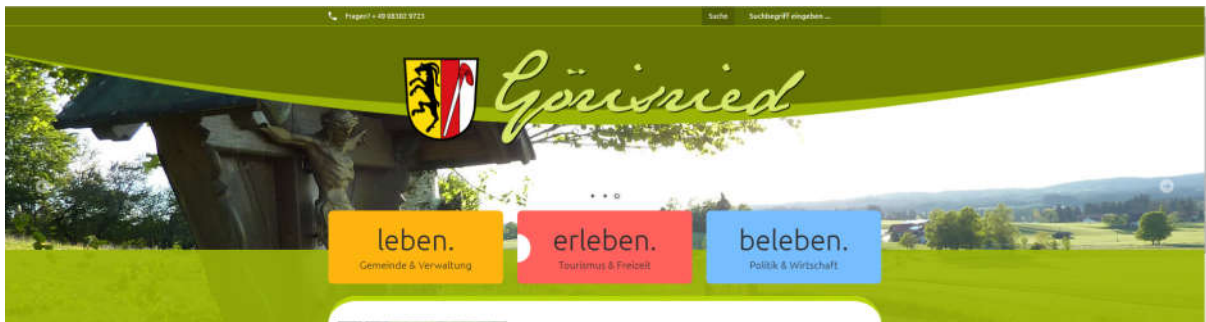 Fragen? + 49 08302 9723
Suche Suchbegriff eingeben ...
Görisried
leben.
Gemeinde & Verwaltung
erleben.
Tourismus & Freizeit
beleben.
Politik & Wirtschaft